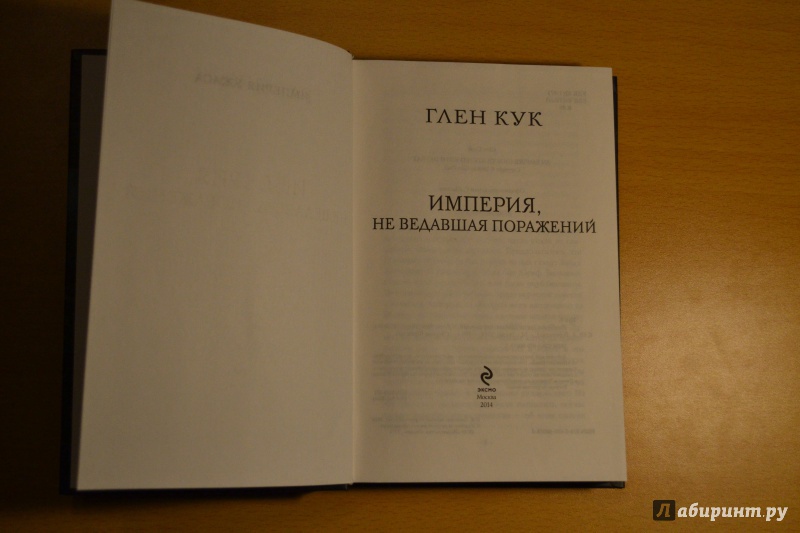 ГЛЕН КУК
ИМПЕРИЯ,
НЕ ВЕДАВШАЯ ПОРАЖЕНИЙ
ЭКСМО
Москва
2014
Лабиринт.ру